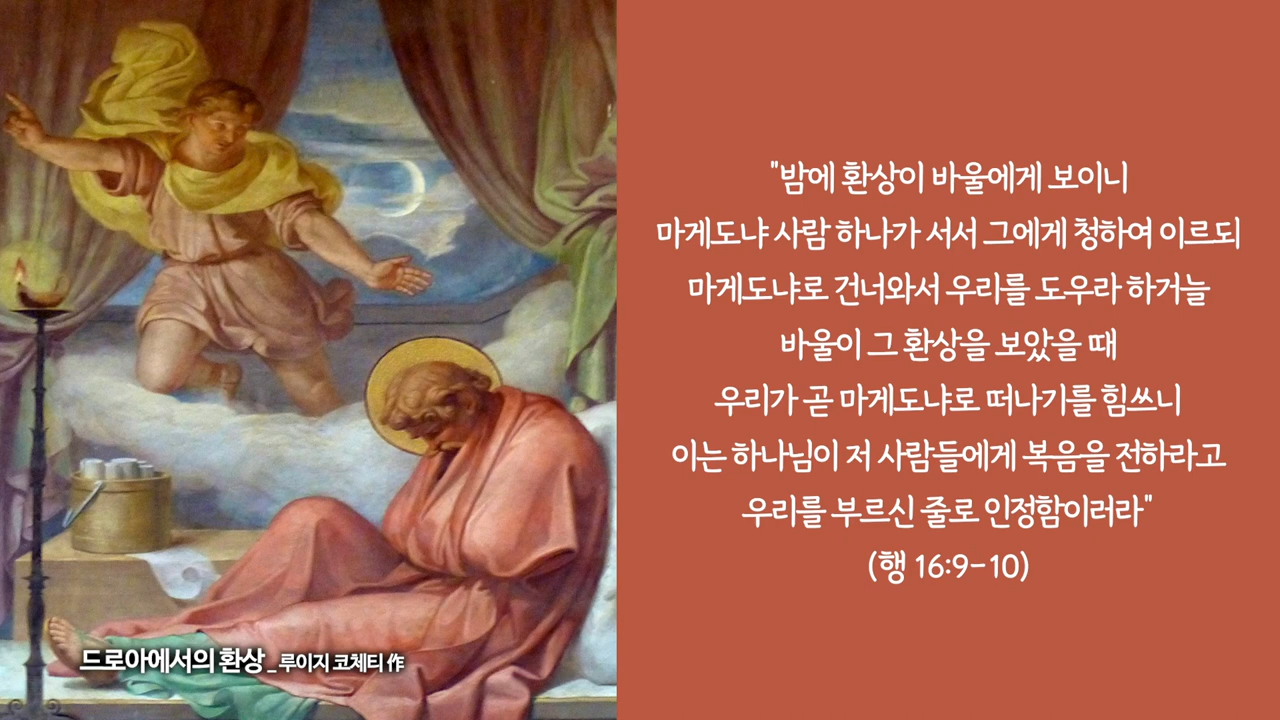 "밤에 환상이 바울에게 보이니
마게도냐 사람 하나가 서서 그에게 청하여 이르되
마게도냐로 건너와서 우리를 도우라 하거늘
바울이 그 환상을 보았을 때
우리가 곧 마게도냐로 떠나기를 힘쓰니
이는 하나님이 저 사람들에게 복음을 전하라고
우리를 부르신 줄로 인정함이러라"
(행 16:9-10)
드로아에서의 환상_루이지 코체티 作